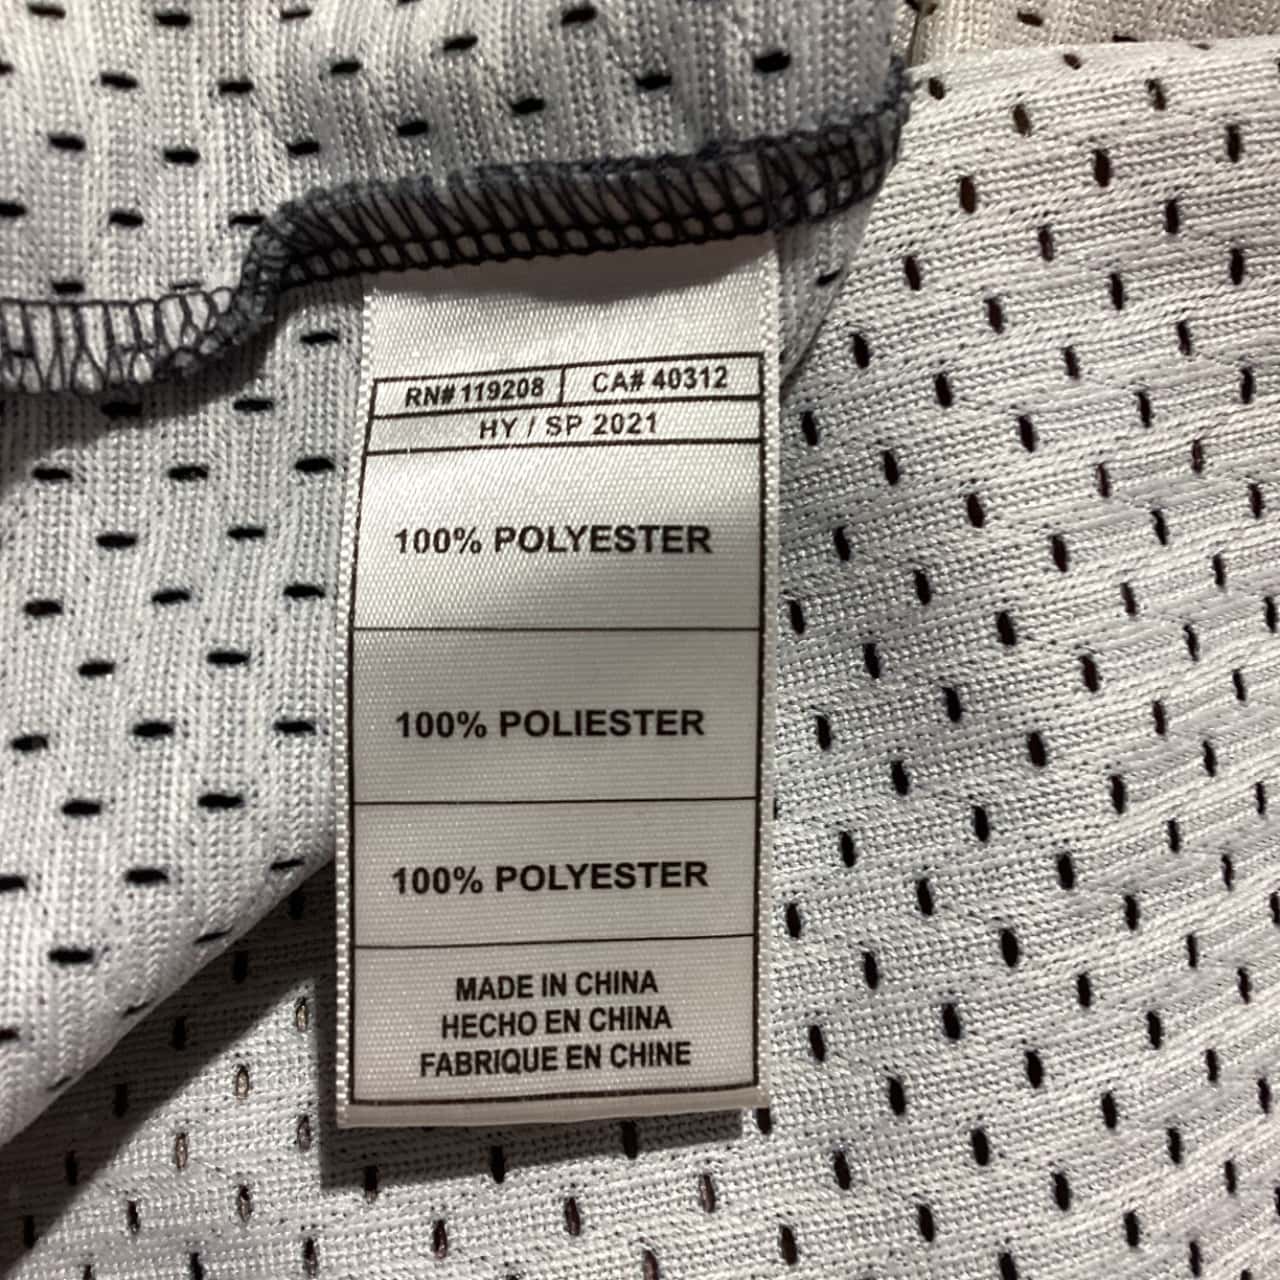 RN# 119208 CA# 40312
HY / SP 2021
100% POLYESTER
100% POLIESTER
100% POLYESTER
MADE IN CHINA
HECHO EN CHINA
FABRIQUE EN CHINE